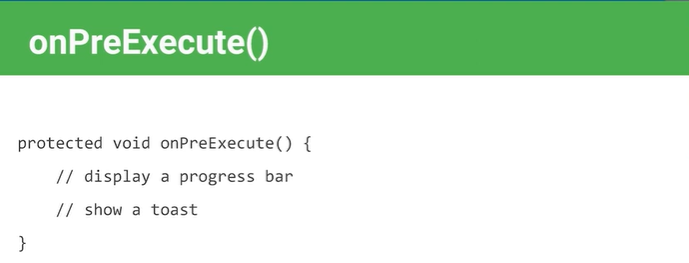 onPreExecute()
protected void onPreExecute() {
    // display a progress bar
    // show a toast
}